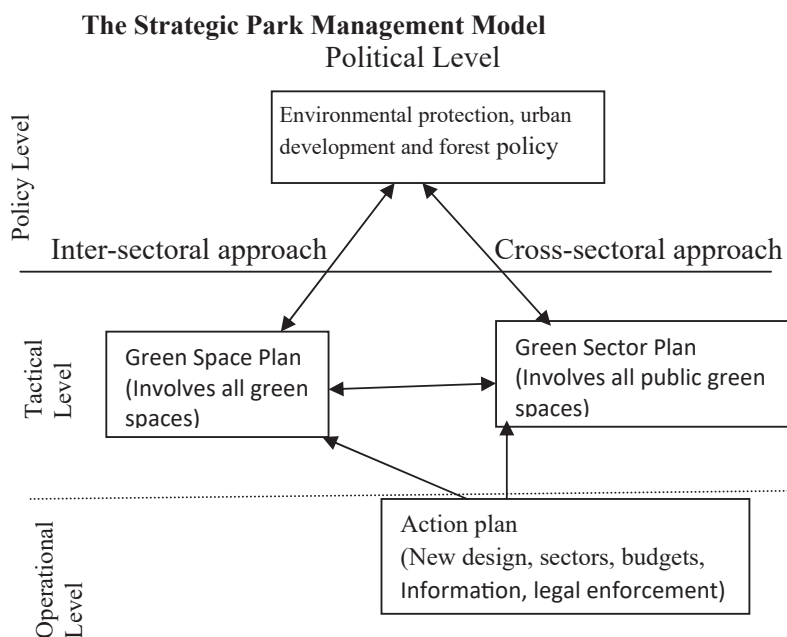 The Strategic Park Management Model
Political Level
Policy Level
Environmental protection, urban
development and forest policy
Inter-sectoral approach
Cross-sectoral approach
Tactical
Level
Green Space Plan
(Involves all green
spaces)
Green Sector Plan
(Involves all public green
spaces)
Operational
Level
Action plan
(New design, sectors, budgets,
Information, legal enforcement)